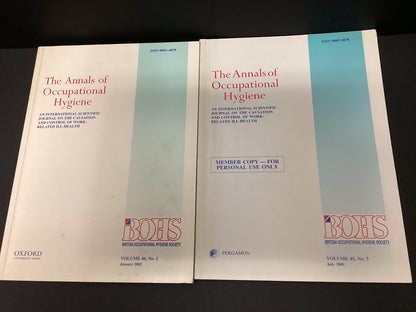 ISSN 0003-4878
The Annals of
Occupational
Hygiene
AN INTERNATIONAL SCIENTIFIC
JOURNAL ON THE CAUSATION
AND CONTROL OF WORK-
RELATED ILL-HEALTH
BOHS
BRITISH OCCUPATIONAL HYGIENE SOCIETY
OXFORD
UNIVERSITY PRESS
VOLUME 46, No. 1
January 2002
ISSN 0003-4878
The Annals of
Occupational
Hygiene
AN INTERNATIONAL SCIENTIFIC
JOURNAL ON THE CAUSATION
AND CONTROL OF WORK-
RELATED ILL-HEALTH
MEMBER COPY — FOR
PERSONAL USE ONLY
BOHS
BRITISH OCCUPATIONAL HYGIENE SOCIETY
PERGAMON
VOLUME 45, No. 5
July 2001